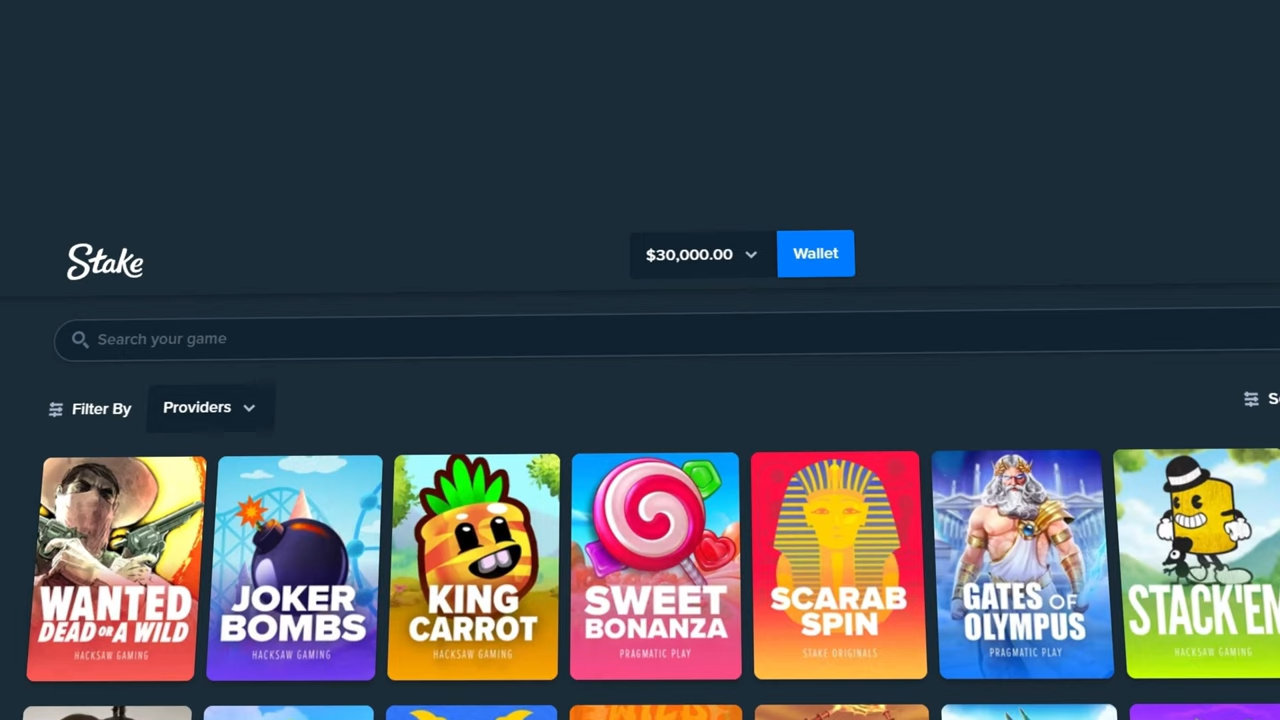 Stake
$30,000.00
Wallet
Search your game
Filter By
Providers
WANTED
DEAD OR A WILD
HACKSAW GAMING
JOKER
BOMBS
HACKSAW GAMING
KING
CARROT
HACKSAW GAMING
SWEET
BONANZA
PRAGMATIC PLAY
SCARAB
SPIN
STAKE ORIGINALS
GATES OF
OLYMPUS
PRAGMATIC PLAY
STACK'EM
HACKSAW GAMING
WILD